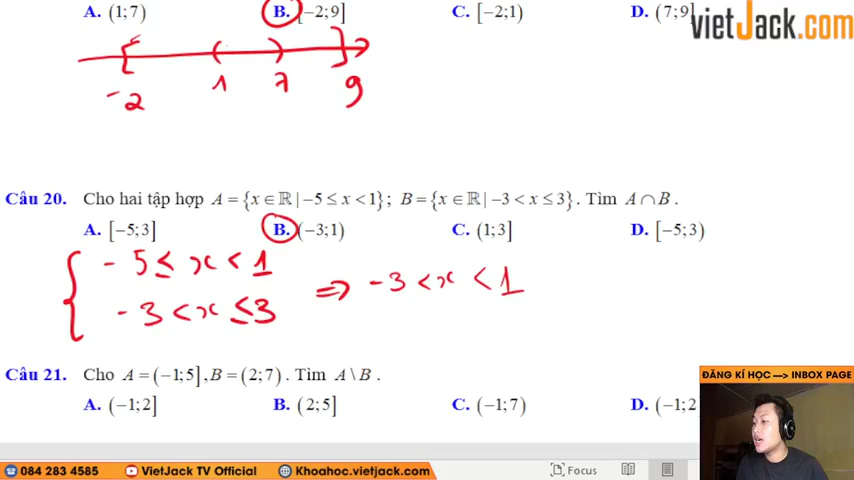 A. (1;7) B. [−2;9] C. [−2;1) D. (7;9]
vietJack.com
-2 1 7 9
Câu 20. Cho hai tập hợp A = {x ∈ ℝ | −5 ≤ x < 1}; B = {x ∈ ℝ | −3 < x ≤ 3}. Tìm A ∩ B.
A. [−5;3] B. (−3;1) C. (1;3] D. [−5;3)
- 5 ≤ x < 1
- 3 < x ≤ 3
⇒ - 3 < x < 1
Câu 21. Cho A = (−1;5], B = (2;7). Tìm A \ B.
A. (−1;2] B. (2;5] C. (−1;7) D. (−1;2
ĐĂNG KÍ HỌC —> INBOX PAGE
084 283 4585 VietJack TV Official Khoahoc.vietjack.com
Focus